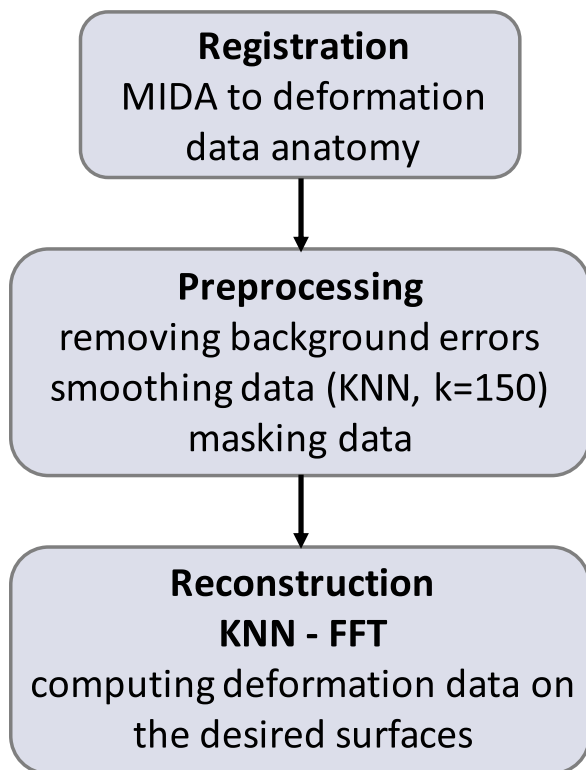 Registration
MIDA to deformation
data anatomy
Preprocessing
removing background errors
smoothing data (KNN, k=150)
masking data
Reconstruction
KNN - FFT
computing deformation data on
the desired surfaces